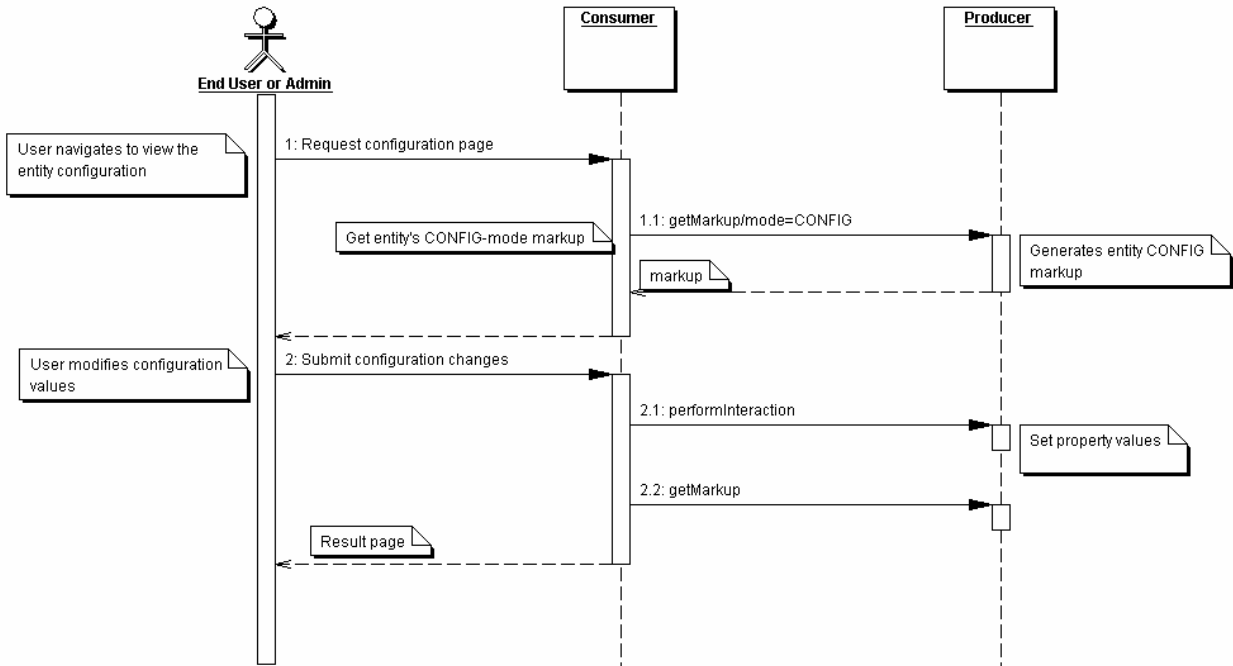 Consumer
Producer
End User or Admin
User navigates to view the
entity configuration
1: Request configuration page
Get entity's CONFIG-mode markup
1.1: getMarkup/mode=CONFIG
Generates entity CONFIG
markup
markup
User modifies configuration
values
2: Submit configuration changes
2.1: performInteraction
Set property values
2.2: getMarkup
Result page